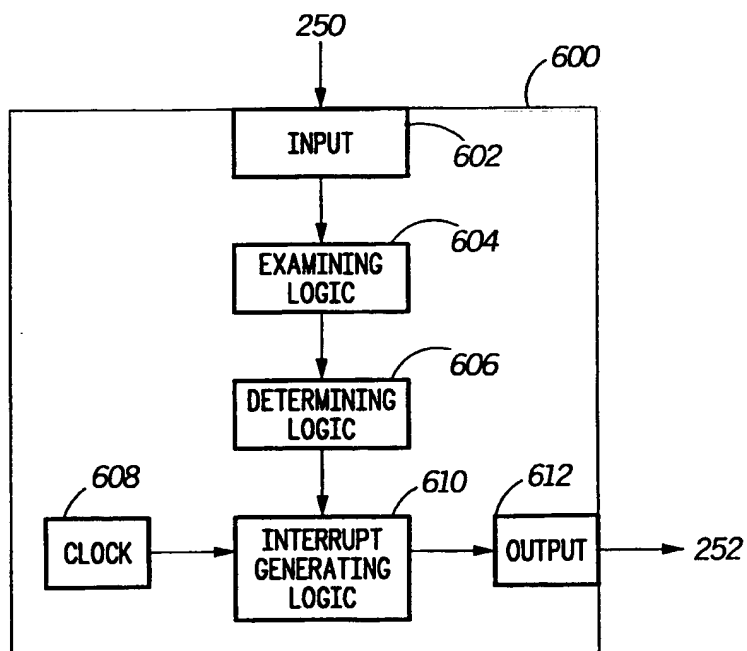 250
600
INPUT
602
604
EXAMINING
LOGIC
606
DETERMINING
LOGIC
608
610
612
CLOCK
INTERRUPT
GENERATING
LOGIC
OUTPUT
252